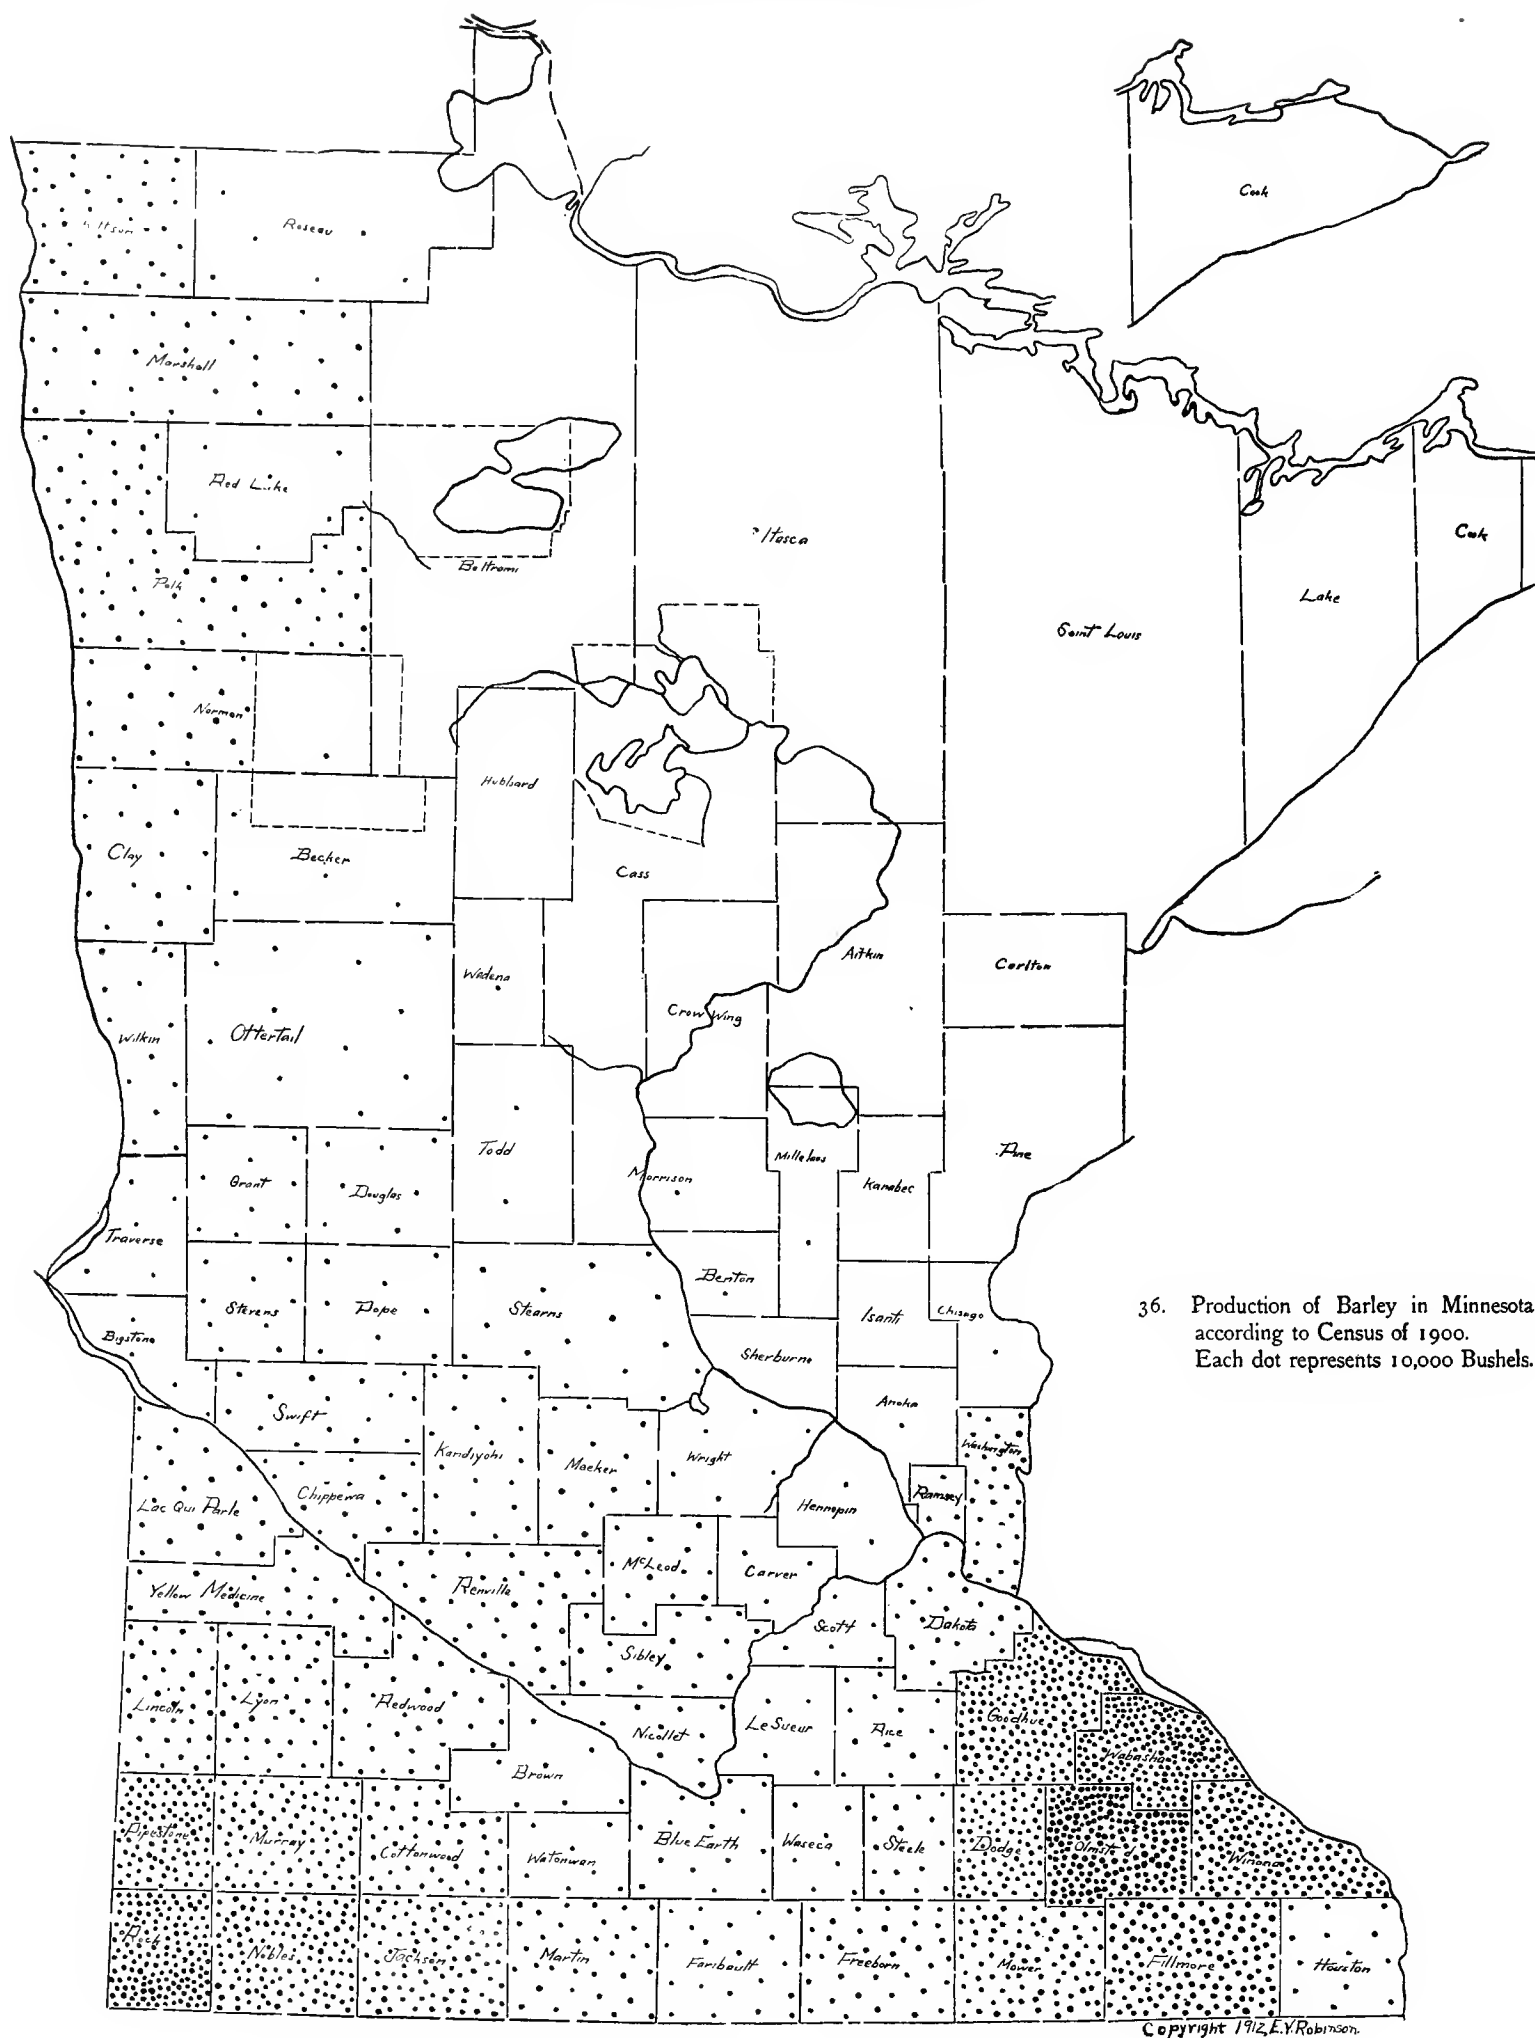 Cook
Kittson
Roseau
Marshall
Red Lake
Itasca
Beltrami
Cook
Polk
Lake
Saint Louis
Norman
Hubbard
Clay
Becker
Cass
Aitkin
Carlton
Wadena
Crow Wing
Wilkin
Ottertail
Todd
Morrison
Millelacs
Pine
Kanabec
Grant
Douglas
Traverse
Benton
Stevens
Pope
Stearns
Isanti
Chisago
36. Production of Barley in Minnesota
according to Census of 1900.
Each dot represents 10,000 Bushels.
Bigstone
Sherburne
Swift
Anoka
Kandiyohi
Meeker
Wright
Washington
Lac Qui Parle
Chippewa
Hennepin
Ramsey
Yellow Medicine
Renville
McLeod
Carver
Scott
Dakota
Sibley
Lincoln
Lyon
Redwood
Nicollet
Le Sueur
Rice
Goodhue
Wabasha
Brown
Pipestone
Murray
Cottonwood
Watonwan
Blue Earth
Waseca
Steele
Dodge
Olmsted
Winona
Rock
Nobles
Jackson
Martin
Faribault
Freeborn
Mower
Fillmore
Houston
Copyright 1912, E.V. Robinson.